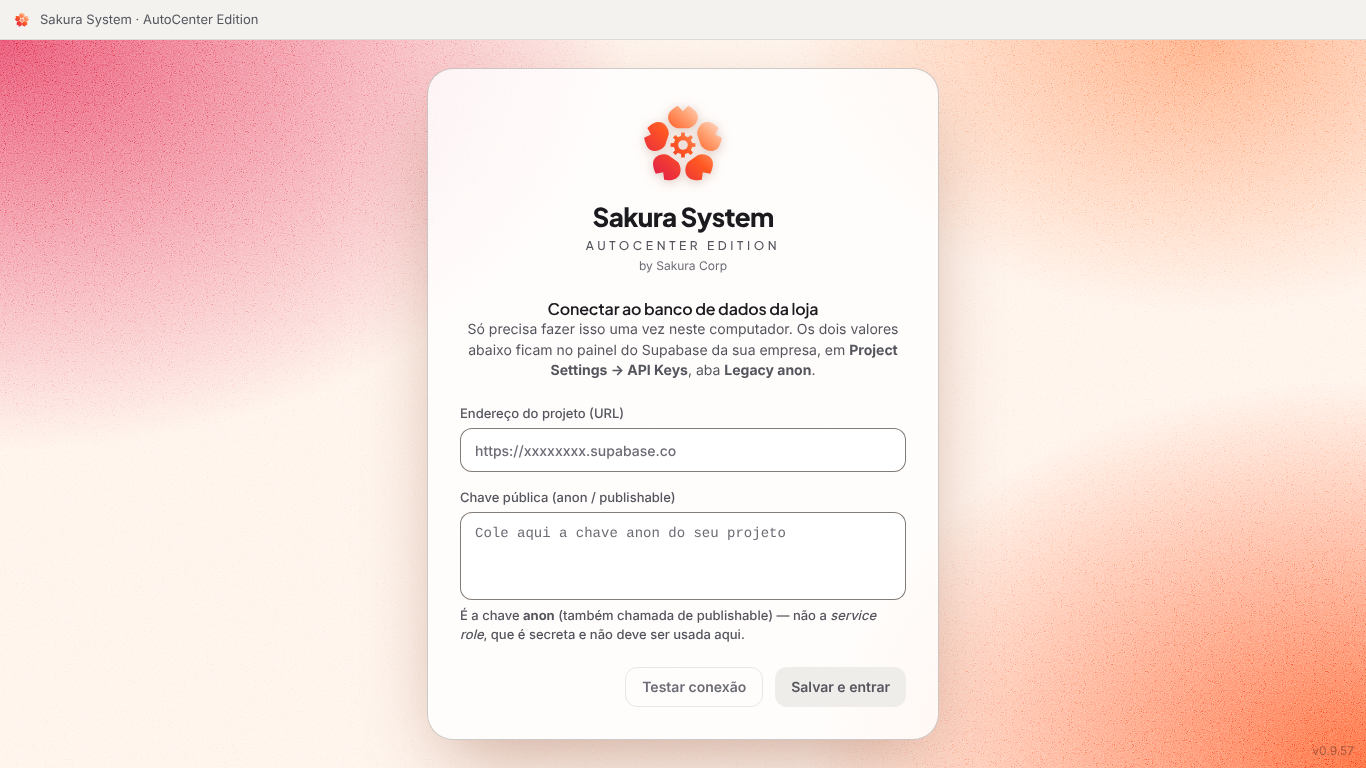 Sakura System · AutoCenter Edition
Sakura System
AUTOCENTER EDITION
by Sakura Corp
Conectar ao banco de dados da loja
Só precisa fazer isso uma vez neste computador. Os dois valores
abaixo ficam no painel do Supabase da sua empresa, em Project
Settings → API Keys, aba Legacy anon.
Endereço do projeto (URL)
https://xxxxxxxx.supabase.co
Chave pública (anon / publishable)
Cole aqui a chave anon do seu projeto
É a chave anon (também chamada de publishable) — não a service
role, que é secreta e não deve ser usada aqui.
Testar conexão
Salvar e entrar
v0.9.57